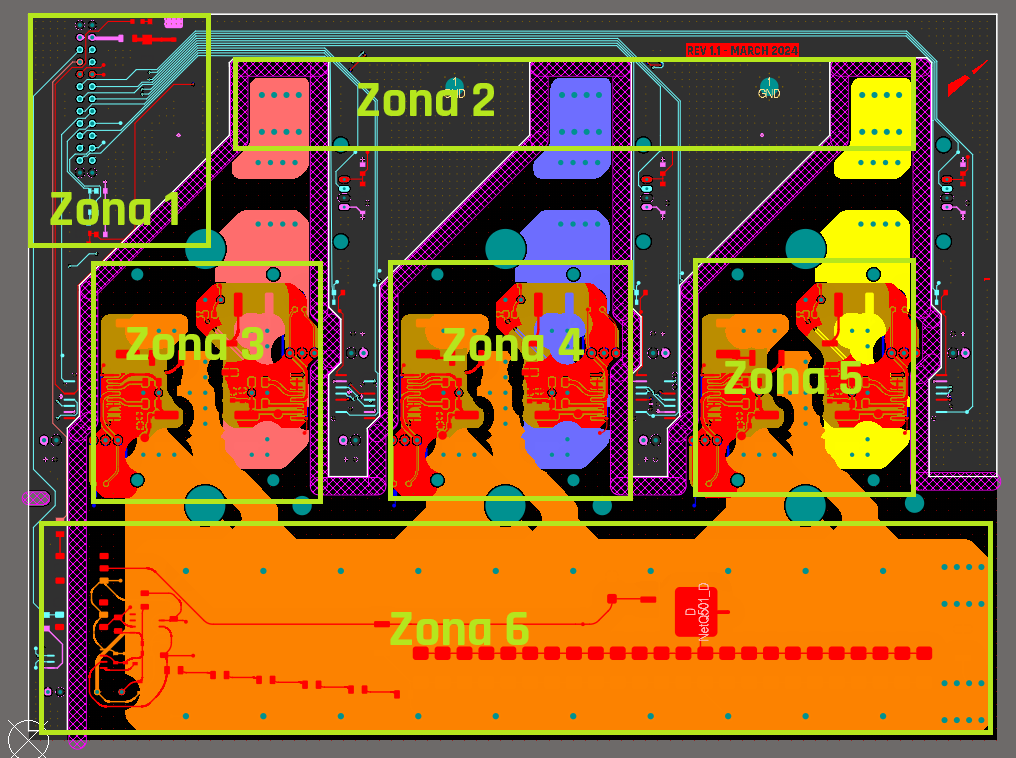 REV 1.1 - MARCH 2024
Zona 2
GND
GND
Zona 1
Zona 3
Zona 4
Zona 5
Zona 6
D
NetQ501_D